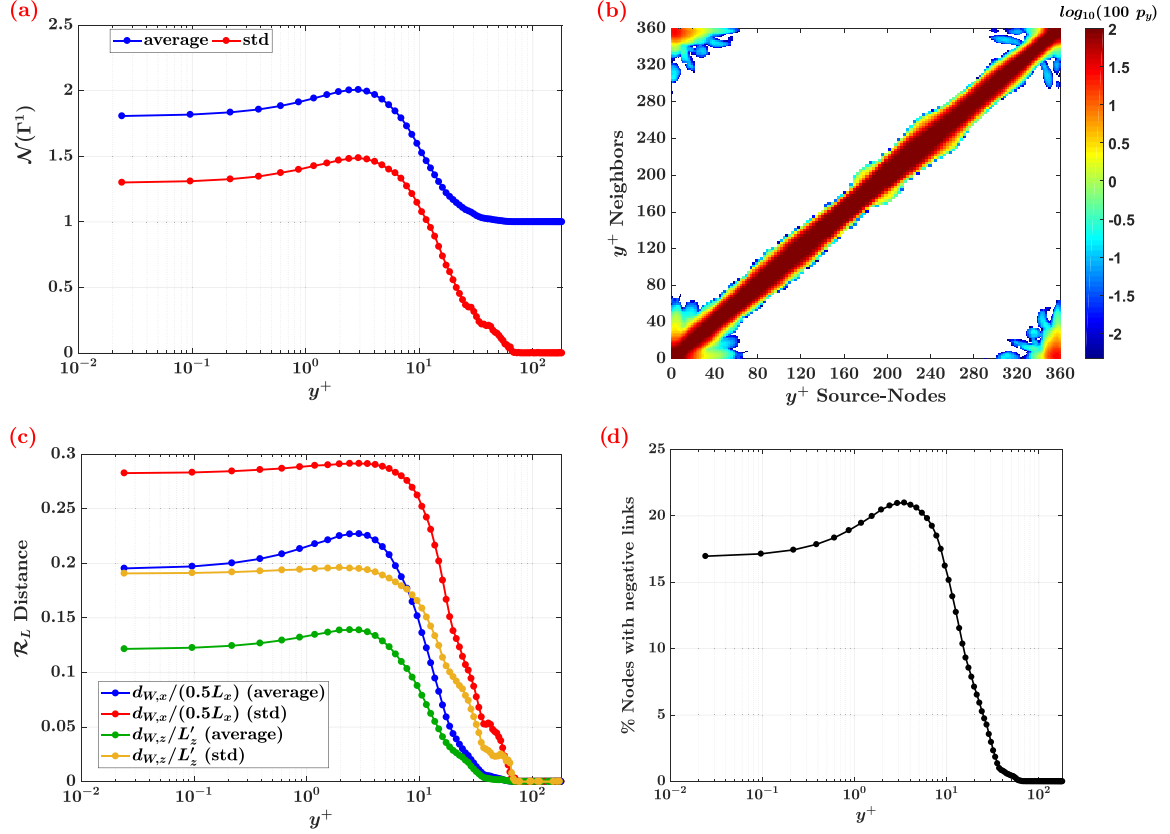 (a)
2.5
2
1.5
1
0.5
0
average std
𝒩(Γ¹)
10⁻² 10⁻¹ 10⁰ 10¹ 10²
y⁺
(b)
log₁₀(100 p_y)
360
320
280
240
200
160
120
80
40
0
y⁺ Neighbors
0 40 80 120 160 200 240 280 320 360
y⁺ Source-Nodes
2
1.5
1
0.5
0
-0.5
-1
-1.5
-2
(c)
0.3
0.25
0.2
0.15
0.1
0.05
0
ℛ_L Distance
d_{W,x}/(0.5L_x) (average)
d_{W,x}/(0.5L_x) (std)
d_{W,z}/L′_z (average)
d_{W,z}/L′_z (std)
10⁻² 10⁻¹ 10⁰ 10¹ 10²
y⁺
(d)
25
20
15
10
5
0
% Nodes with negative links
10⁻² 10⁻¹ 10⁰ 10¹ 10²
y⁺